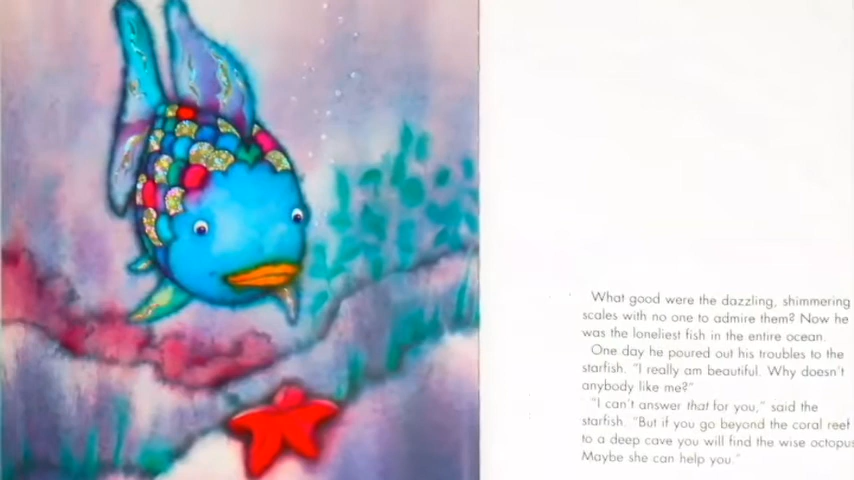 What good were the dazzling, shimmering
scales with no one to admire them? Now he
was the loneliest fish in the entire ocean.
One day he poured out his troubles to the
starfish. "I really am beautiful. Why doesn't
anybody like me?"
"I can't answer that for you," said the
starfish. "But if you go beyond the coral reef
to a deep cave you will find the wise octopus
Maybe she can help you."